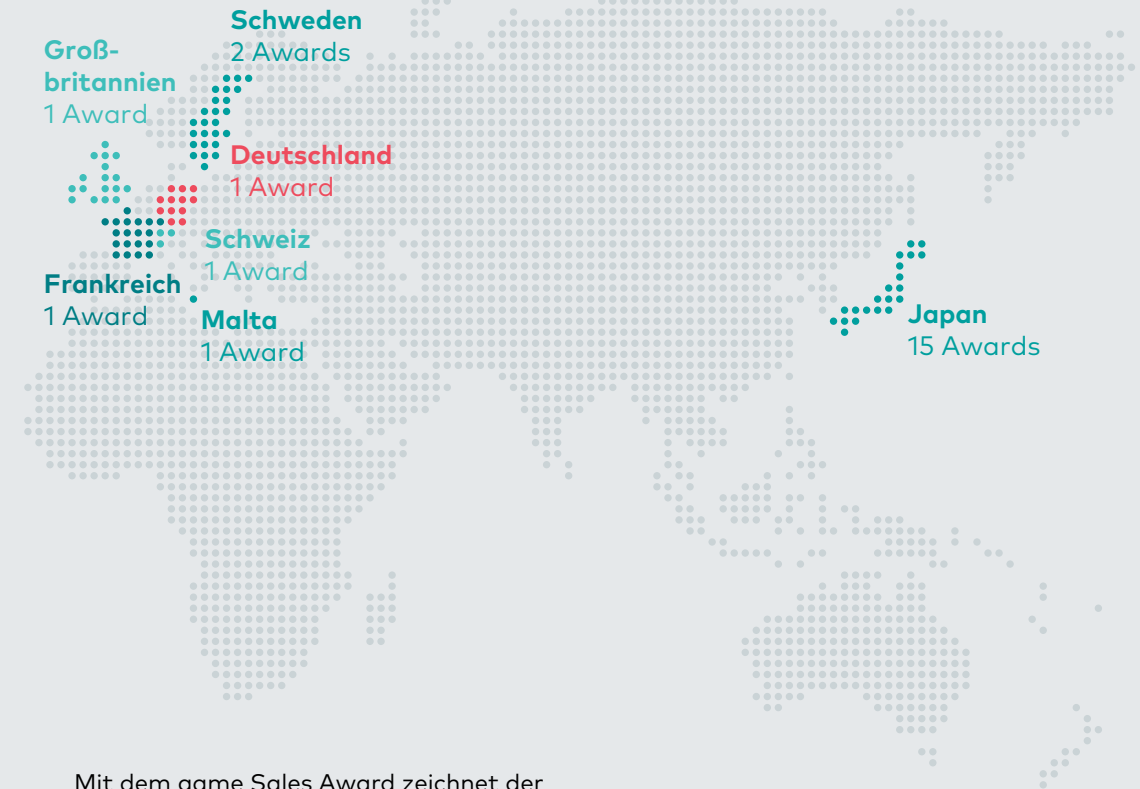 Schweden
2 Awards
Groß-
britannien
1 Award
Deutschland
1 Award
Schweiz
1 Award
Frankreich
1 Award
Malta
1 Award
Japan
15 Awards
Mit dem game Sales Award zeichnet der